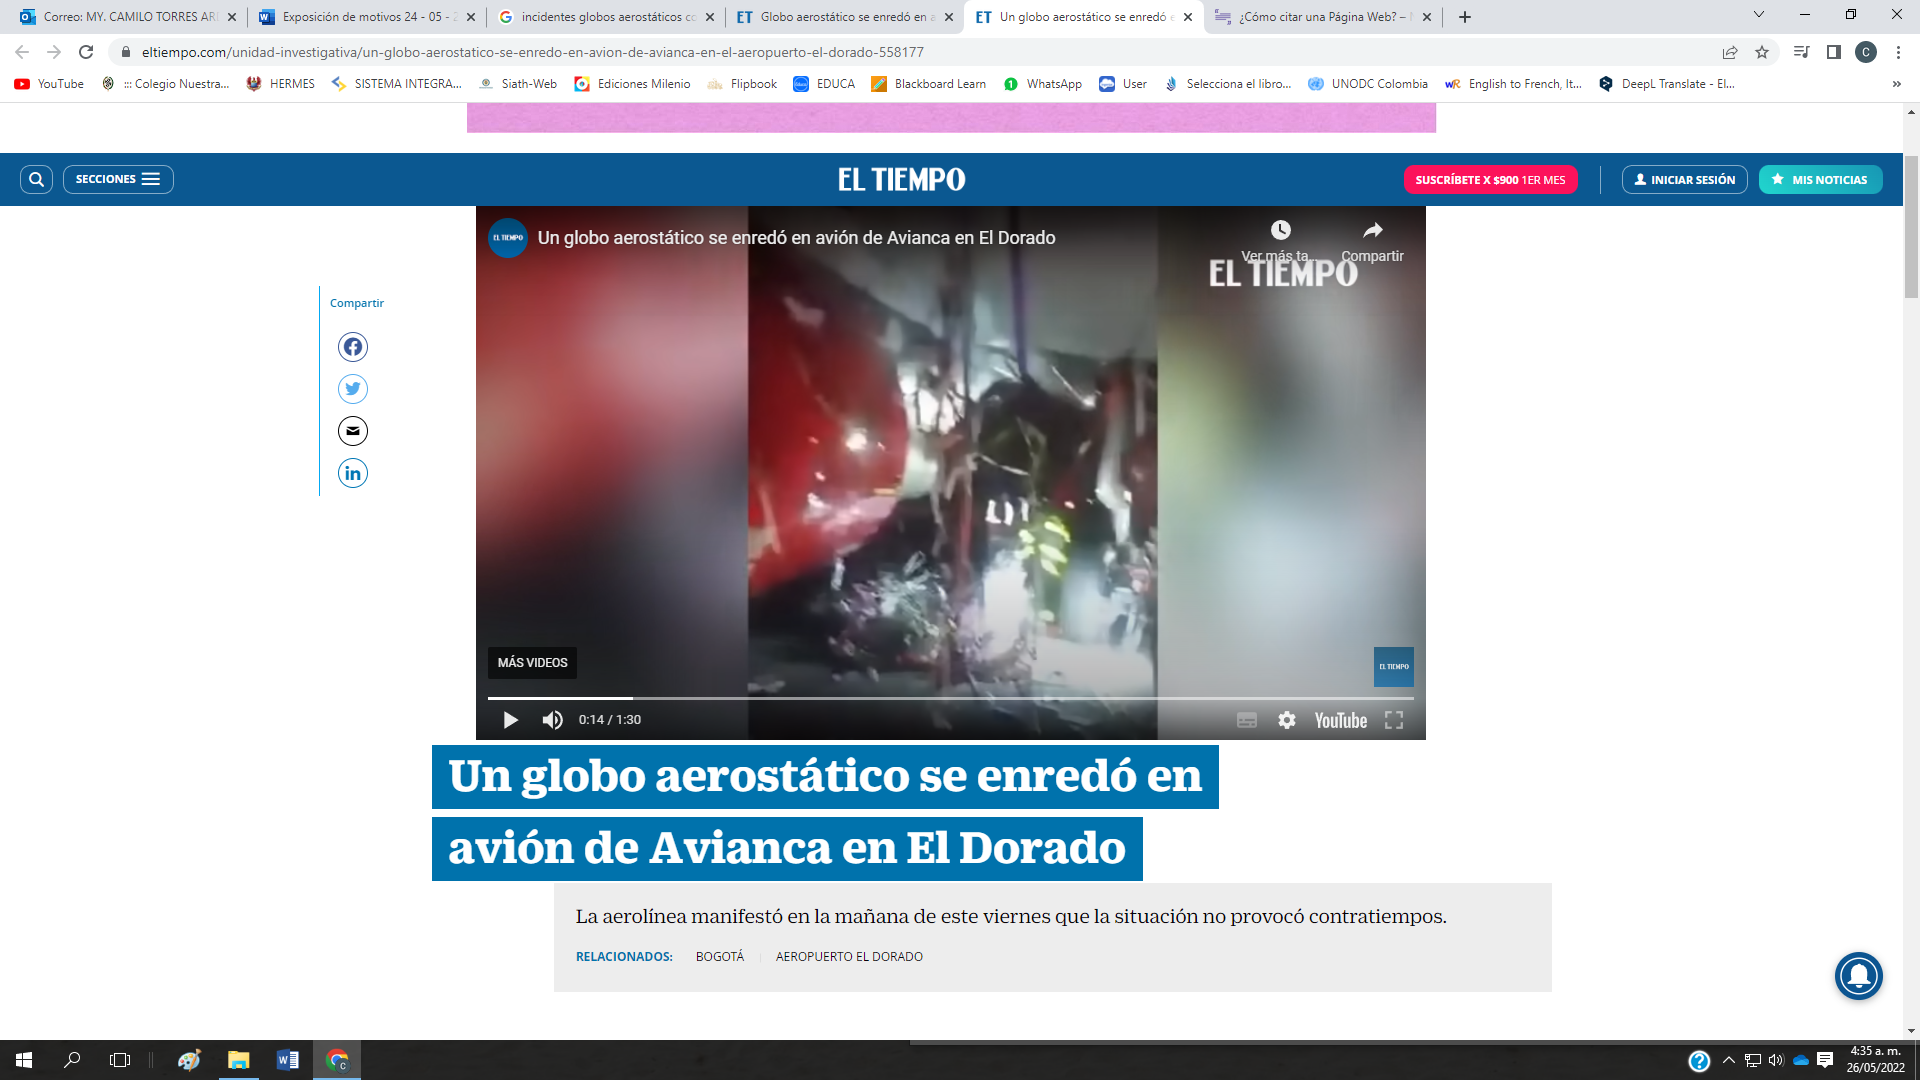 Correo: MY. CAMILO TORRES AR
Exposición de motivos 24 - 05 - 2
incidentes globos aerostáticos co
Globo aerostático se enredó en a
Un globo aerostático se enredó e
¿Cómo citar una Página Web? –
eltiempo.com/unidad-investigativa/un-globo-aerostatico-se-enredo-en-avion-de-avianca-en-el-aeropuerto-el-dorado-558177
C
YouTube
::: Colegio Nuestra...
HERMES
SISTEMA INTEGRA...
Siath-Web
Ediciones Milenio
Flipbook
EDUCA
Blackboard Learn
WhatsApp
User
Selecciona el libro...
UNODC Colombia
English to French, It...
DeepL Translate - El...
SECCIONES
EL TIEMPO
SUSCRÍBETE X $900 1ER MES
INICIAR SESIÓN
MIS NOTICIAS
EL TIEMPO
Un globo aerostático se enredó en avión de Avianca en El Dorado
Ver más ta...
Compartir
EL TIEMPO
Compartir
MÁS VIDEOS
EL TIEMPO
0:14 / 1:30
YouTube
Un globo aerostático se enredó en
avión de Avianca en El Dorado
La aerolínea manifestó en la mañana de este viernes que la situación no provocó contratiempos.
RELACIONADOS: BOGOTÁ AEROPUERTO EL DORADO
4:35 a. m.
26/05/2022